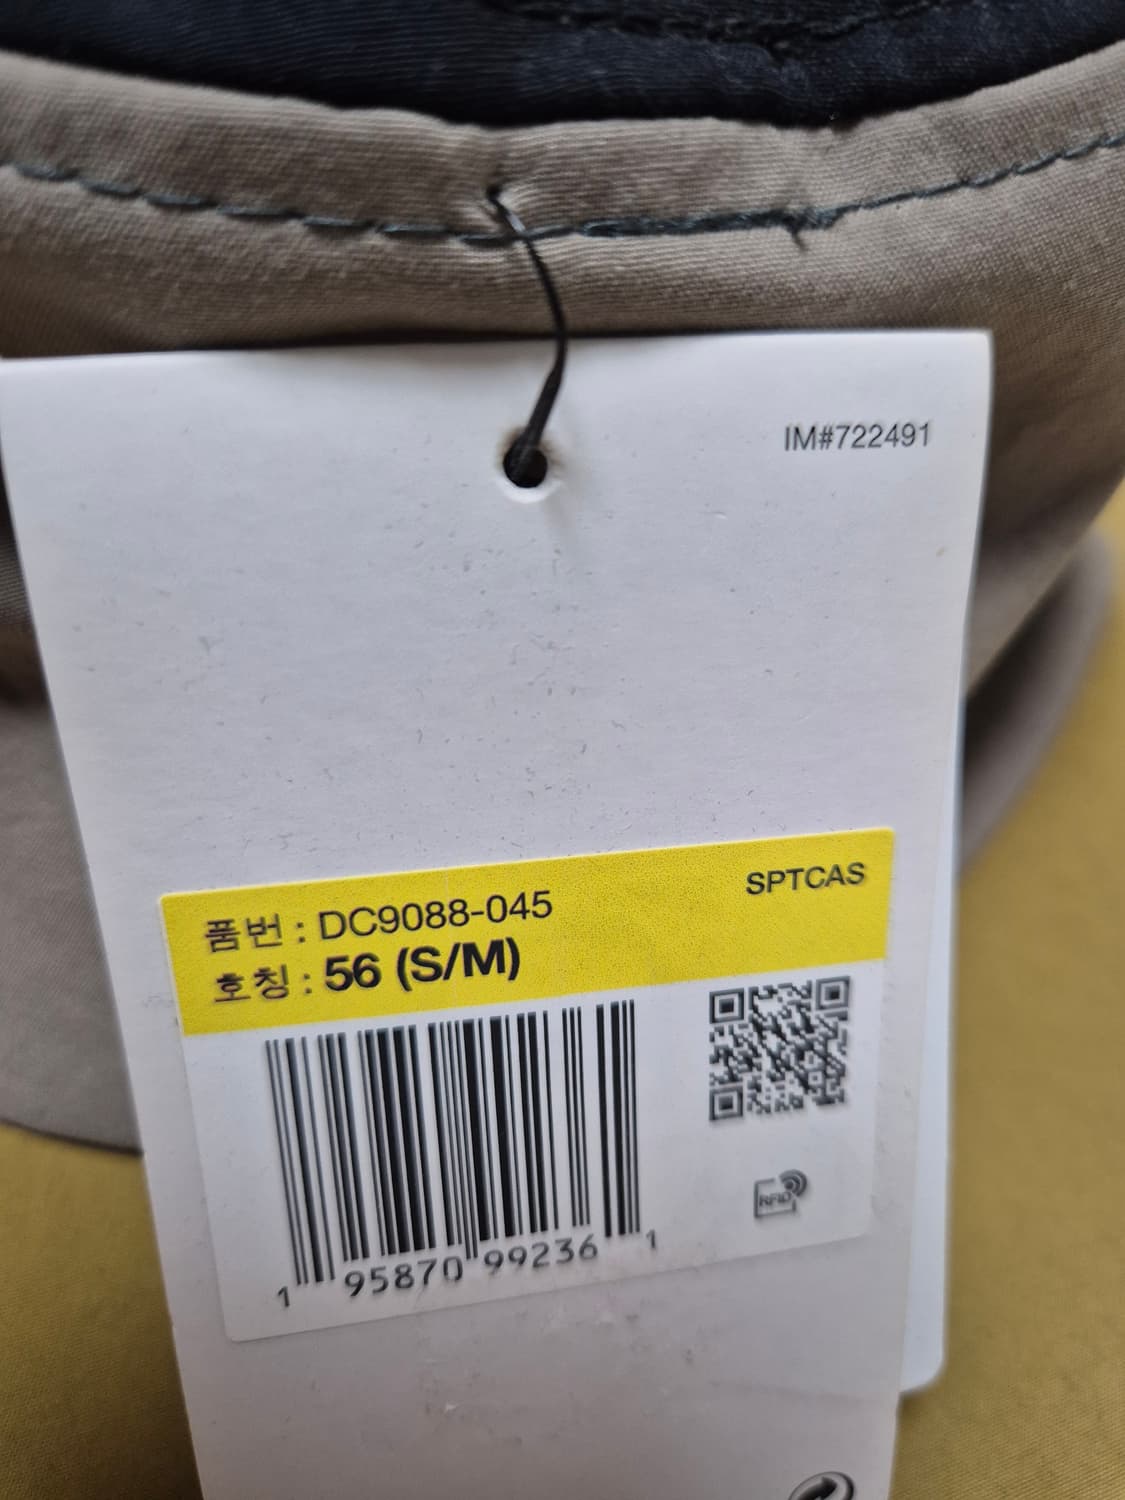 IM#722491
SPTCAS
품번 : DC9088-045
호칭 : 56 (S/M)
1 95870 99236 1
RFID